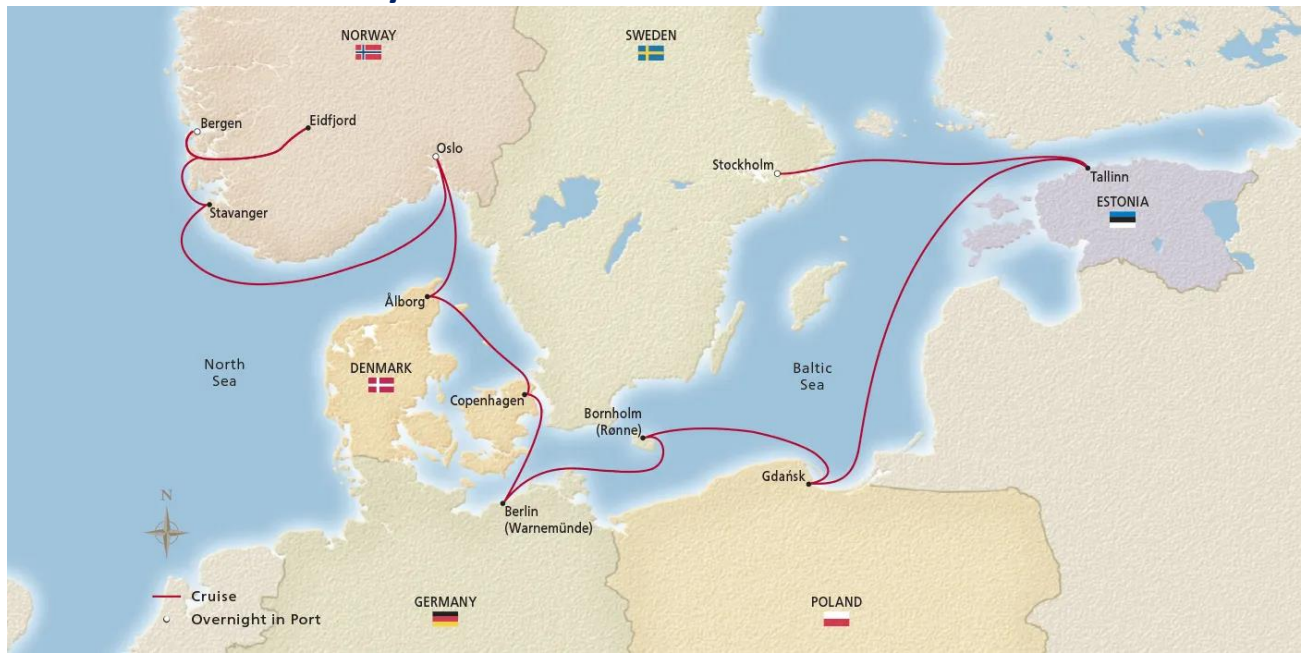 NORWAY
SWEDEN
Bergen
Eidfjord
Oslo
Stockholm
Tallinn
ESTONIA
Stavanger
Ålborg
North
Sea
DENMARK
Baltic
Sea
Copenhagen
Bornholm
(Rønne)
Gdańsk
Berlin
(Warnemünde)
N
Cruise
Overnight in Port
GERMANY
POLAND